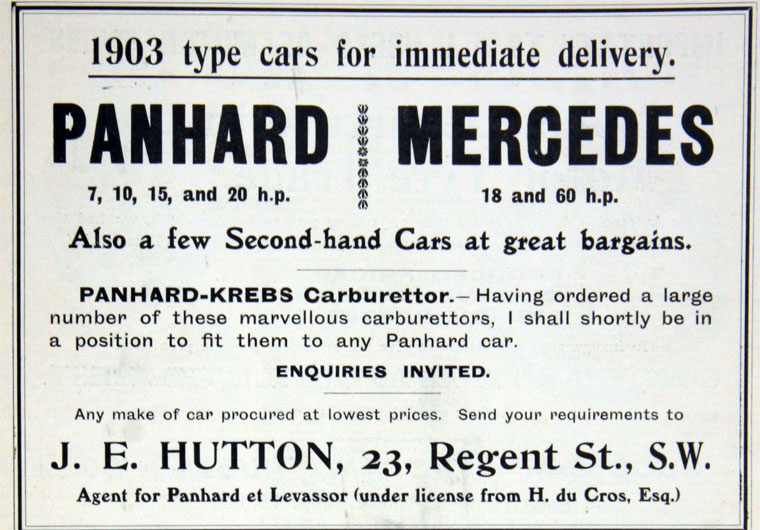 1903 type cars for immediate delivery.
PANHARD MERCEDES
7, 10, 15, and 20 h.p. 18 and 60 h.p.
Also a few Second-hand Cars at great bargains.
PANHARD-KREBS Carburettor.—Having ordered a large
number of these marvellous carburettors, I shall shortly be in
a position to fit them to any Panhard car.
ENQUIRIES INVITED.
Any make of car procured at lowest prices. Send your requirements to
J. E. HUTTON, 23, Regent St., S.W.
Agent for Panhard et Levassor (under license from H. du Cros, Esq.)